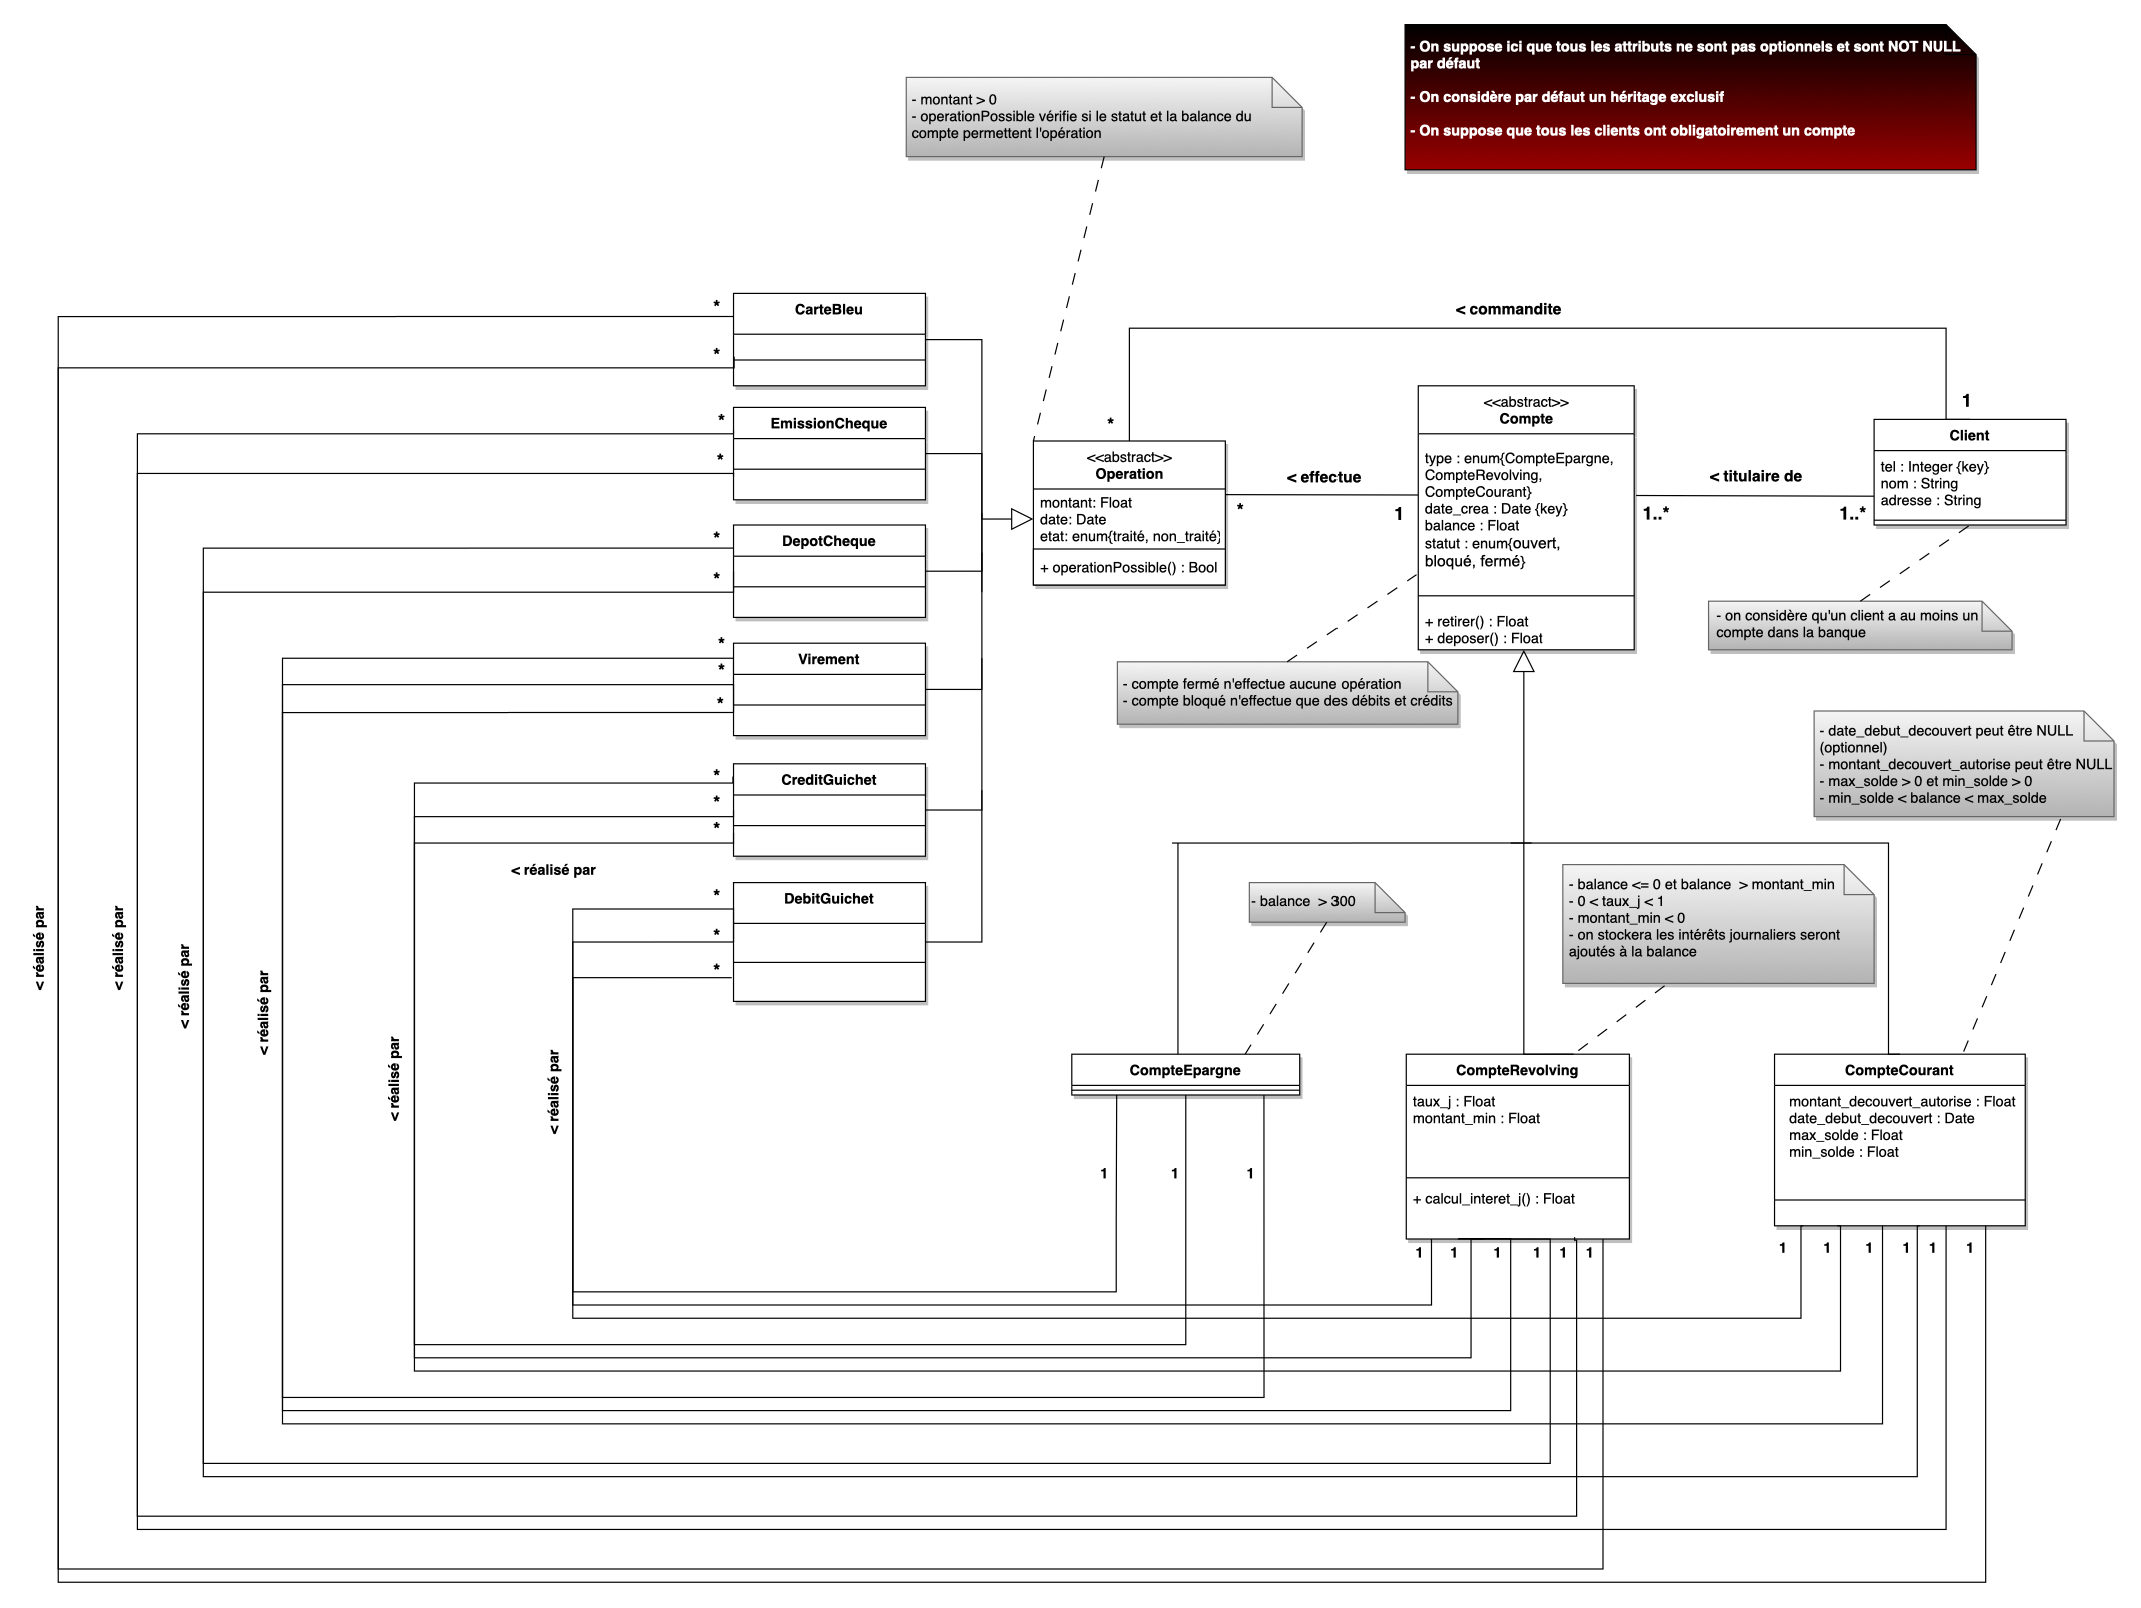 - On suppose ici que tous les attributs ne sont pas optionnels et sont NOT NULL
par défaut
- On considère par défaut un héritage exclusif
- On suppose que tous les clients ont obligatoirement un compte
- montant > 0
- operationPossible vérifie si le statut et la balance du
compte permettent l'opération
< commandite
*
1
CarteBleu
*
*
EmissionCheque
*
*
DepotCheque
*
*
Virement
*
*
*
CreditGuichet
*
*
*
DebitGuichet
*
*
*
<<abstract>>
Operation
montant: Float
date: Date
etat: enum{traité, non_traité}
+ operationPossible() : Bool
< effectue
*
1
<<abstract>>
Compte
type : enum{CompteEpargne,
CompteRevolving,
CompteCourant}
date_crea : Date {key}
balance : Float
statut : enum{ouvert,
bloqué, fermé}
+ retirer() : Float
+ deposer() : Float
< titulaire de
1..*
1..*
Client
tel : Integer {key}
nom : String
adresse : String
- on considère qu'un client a au moins un
compte dans la banque
- compte fermé n'effectue aucune opération
- compte bloqué n'effectue que des débits et crédits
- date_debut_decouvert peut être NULL
(optionnel)
- montant_decouvert_autorise peut être NULL
- max_solde > 0 et min_solde > 0
- min_solde < balance < max_solde
- balance > 300
- balance <= 0 et balance > montant_min
- 0 < taux_j < 1
- montant_min < 0
- on stockera les intérêts journaliers seront
ajoutés à la balance
< réalisé par
< réalisé par
< réalisé par
< réalisé par
< réalisé par
< réalisé par
< réalisé par
CompteEpargne
1
1
1
CompteRevolving
taux_j : Float
montant_min : Float
+ calcul_interet_j() : Float
1
1
1
1
1
1
CompteCourant
montant_decouvert_autorise : Float
date_debut_decouvert : Date
max_solde : Float
min_solde : Float
1
1
1
1
1
1